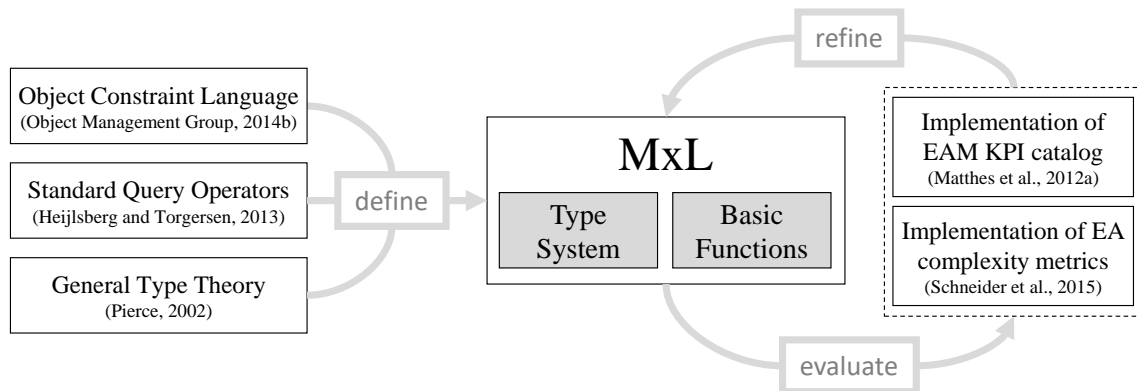 Object Constraint Language
(Object Management Group, 2014b)
Standard Query Operators
(Heijlsberg and Torgersen, 2013)
General Type Theory
(Pierce, 2002)
define
MxL
Type
System
Basic
Functions
refine
Implementation of
EAM KPI catalog
(Matthes et al., 2012a)
Implementation of EA
complexity metrics
(Schneider et al., 2015)
evaluate